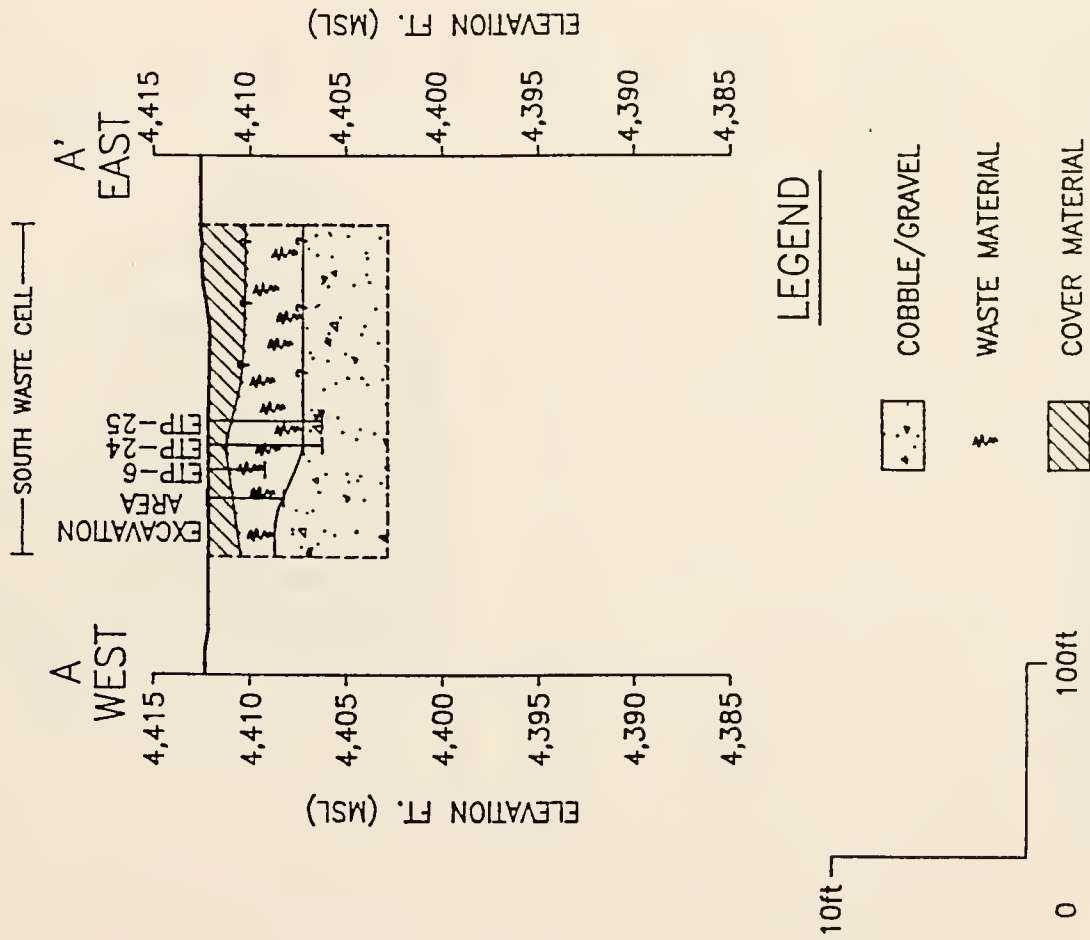 SOUTH WASTE CELL
A
WEST
A'
EAST
EXCAVATION
AREA
ETP-6
ETP-24
ETP-25
ELEVATION FT. (MSL)
4,415
4,410
4,405
4,400
4,395
4,390
4,385
ELEVATION FT. (MSL)
4,415
4,410
4,405
4,400
4,395
4,390
4,385
LEGEND
COBBLE/GRAVEL
WASTE MATERIAL
COVER MATERIAL
10ft
0
100ft